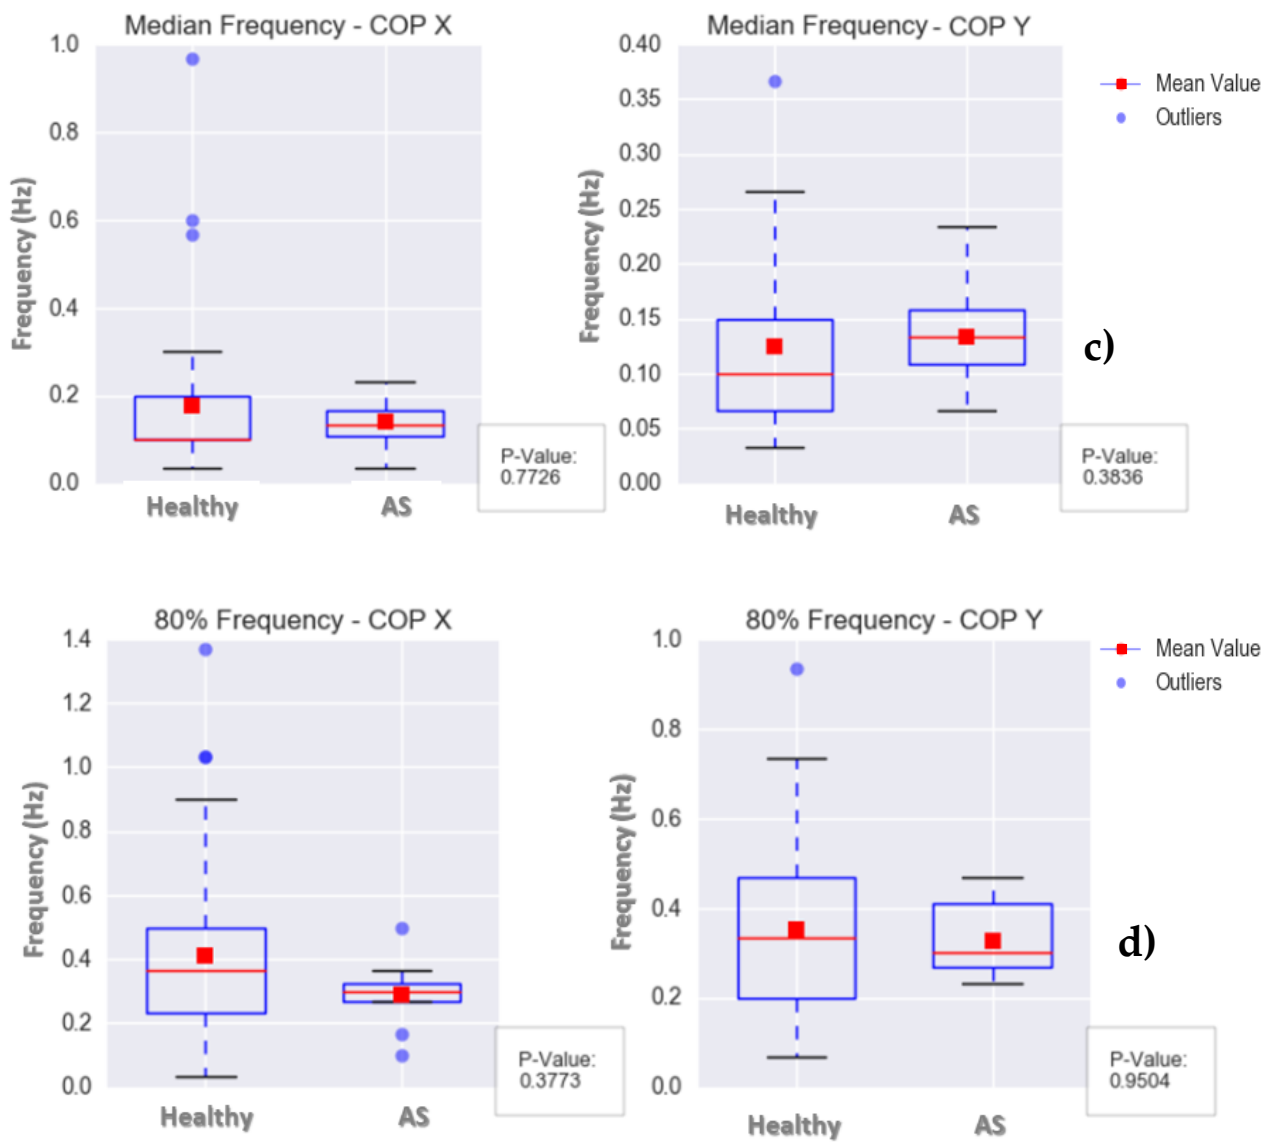 Median Frequency - COP X
1.0
0.8
0.6
0.4
0.2
0.0
Frequency (Hz)
Healthy
AS
P-Value:
0.7726
Median Frequency - COP Y
0.40
0.35
0.30
0.25
0.20
0.15
0.10
0.05
0.00
Frequency (Hz)
Healthy
AS
P-Value:
0.3836
Mean Value
Outliers
c)
80% Frequency - COP X
1.4
1.2
1.0
0.8
0.6
0.4
0.2
0.0
Frequency (Hz)
Healthy
AS
P-Value:
0.3773
80% Frequency - COP Y
1.0
0.8
0.6
0.4
0.2
0.0
Frequency (Hz)
Healthy
AS
P-Value:
0.9504
Mean Value
Outliers
d)